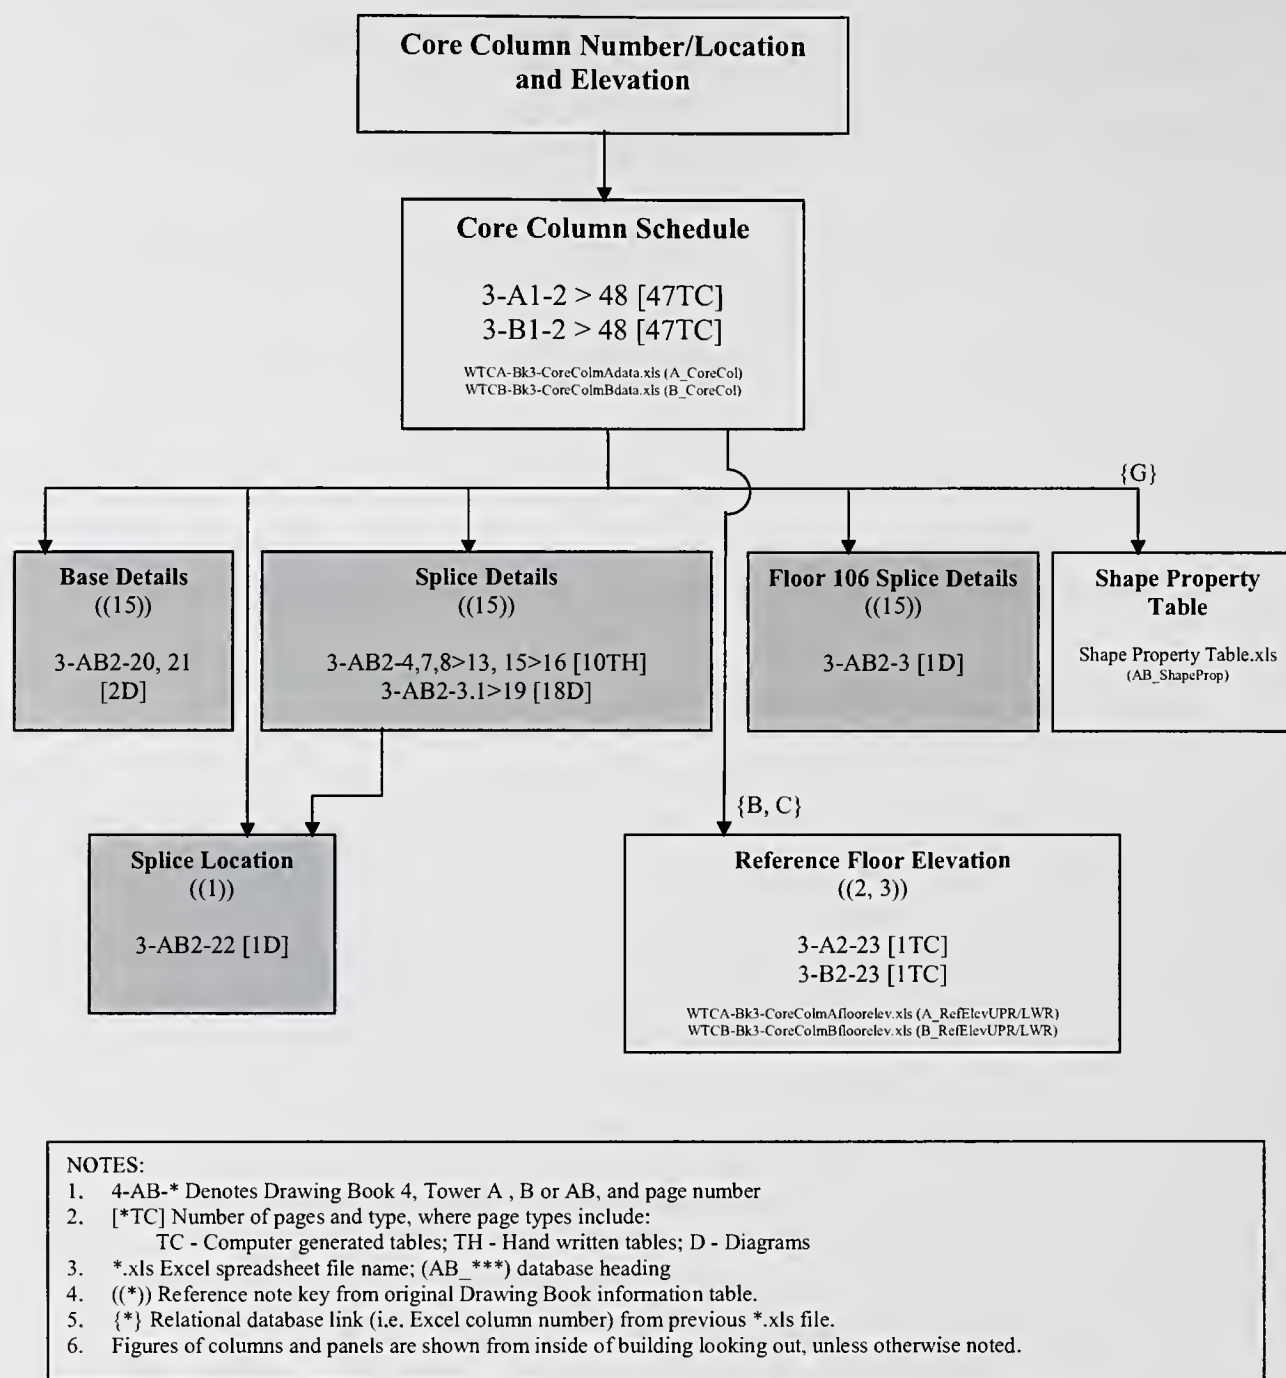 Core Column Number/Location
and Elevation
Core Column Schedule
3-A1-2 > 48 [47TC]
3-B1-2 > 48 [47TC]
WTCA-Bk3-CoreColmAdata.xls (A_CoreCol)
WTCB-Bk3-CoreColmBdata.xls (B_CoreCol)
{G}
Base Details
((15))
3-AB2-20, 21
[2D]
Splice Details
((15))
3-AB2-4,7,8>13, 15>16 [10TH]
3-AB2-3.1>19 [18D]
Floor 106 Splice Details
((15))
3-AB2-3 [1D]
Shape Property
Table
Shape Property Table.xls
(AB_ShapeProp)
{B, C}
Splice Location
((1))
3-AB2-22 [1D]
Reference Floor Elevation
((2, 3))
3-A2-23 [1TC]
3-B2-23 [1TC]
WTCA-Bk3-CoreColmAfloorelev.xls (A_RefElevUPR/LWR)
WTCB-Bk3-CoreColmBfloorelev.xls (B_RefElevUPR/LWR)
NOTES:
1. 4-AB-* Denotes Drawing Book 4, Tower A , B or AB, and page number
2. [*TC] Number of pages and type, where page types include:
TC - Computer generated tables; TH - Hand written tables; D - Diagrams
3. *.xls Excel spreadsheet file name; (AB_***) database heading
4. ((*)) Reference note key from original Drawing Book information table.
5. {*} Relational database link (i.e. Excel column number) from previous *.xls file.
6. Figures of columns and panels are shown from inside of building looking out, unless otherwise noted.